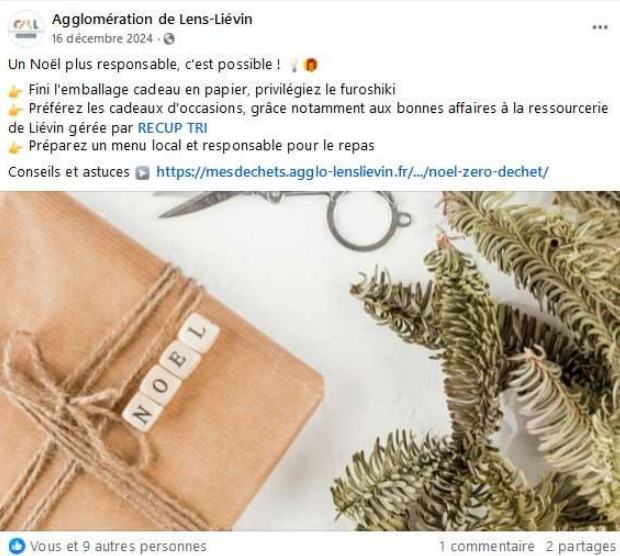 CALL
Agglomération de Lens-Liévin
16 décembre 2024 ·
Un Noël plus responsable, c'est possible !
Fini l'emballage cadeau en papier, privilégiez le furoshiki
Préférez les cadeaux d'occasions, grâce notamment aux bonnes affaires à la ressourcerie
de Liévin gérée par RECUP TRI
Préparez un menu local et responsable pour le repas
Conseils et astuces https://mesdechets.agglo-lenslievin.fr/.../noel-zero-dechet/
NOEL
Vous et 9 autres personnes
1 commentaire 2 partages